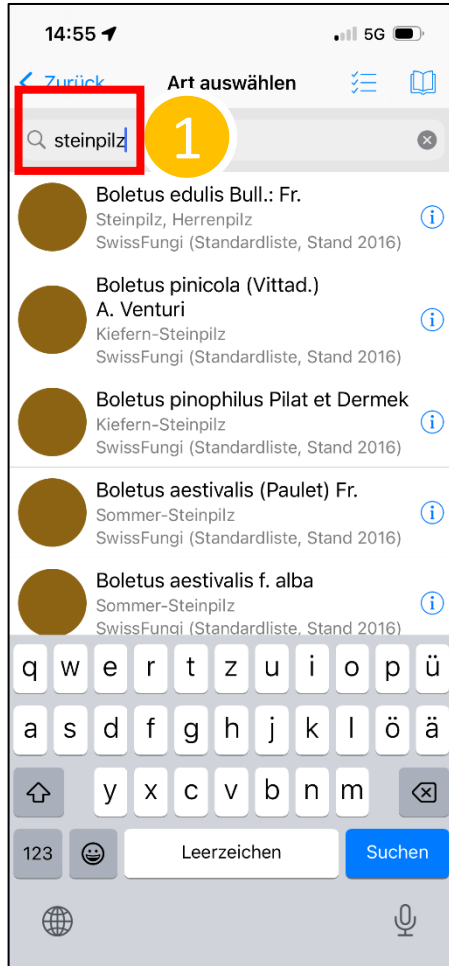 14:55 5G
Zurück Art auswählen
steinpilz 1
Boletus edulis Bull.: Fr.
Steinpilz, Herrenpilz
SwissFungi (Standardliste, Stand 2016)
Boletus pinicola (Vittad.)
A. Venturi
Kiefern-Steinpilz
SwissFungi (Standardliste, Stand 2016)
Boletus pinophilus Pilat et Dermek
Kiefern-Steinpilz
SwissFungi (Standardliste, Stand 2016)
Boletus aestivalis (Paulet) Fr.
Sommer-Steinpilz
SwissFungi (Standardliste, Stand 2016)
Boletus aestivalis f. alba
Sommer-Steinpilz
SwissFungi (Standardliste, Stand 2016)
q w e r t z u i o p ü
a s d f g h j k l ö ä
y x c v b n m
123 Leerzeichen Suchen